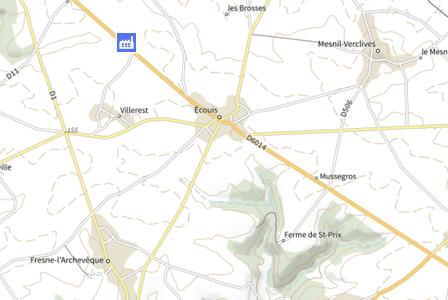 les Brosses
Mesnil-Verclives
le Mesn
D11
D1
Villerest
Écouis
D506
155
D6014
ville
Mussegros
Ferme de St-Prix
Fresne-l'Archevêque